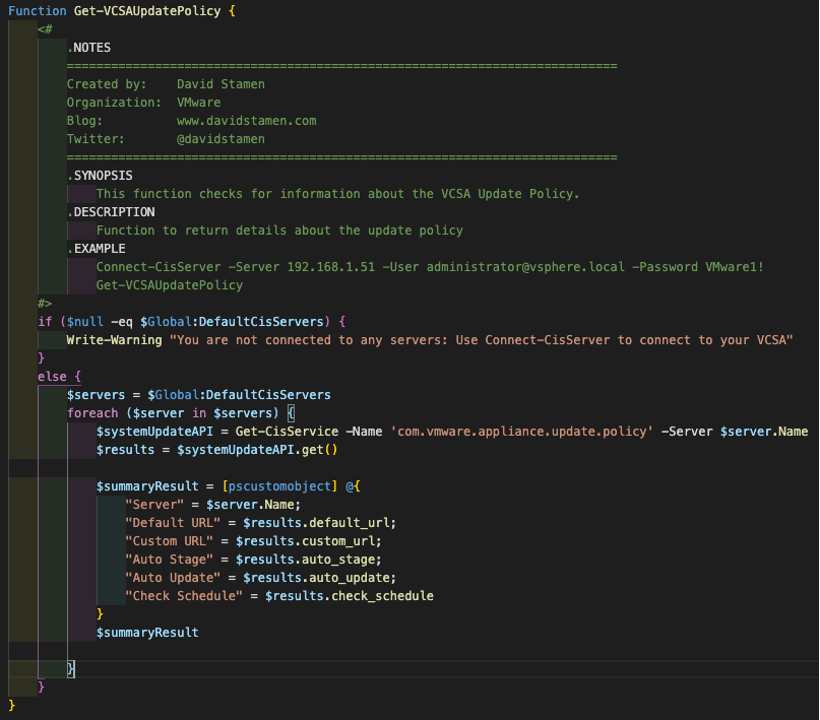 Function Get-VCSAUpdatePolicy {
<#
.NOTES
===========================================================================
Created by:    David Stamen
Organization:  VMware
Blog:          www.davidstamen.com
Twitter:       @davidstamen
===========================================================================
.SYNOPSIS
This function checks for information about the VCSA Update Policy.
.DESCRIPTION
Function to return details about the update policy
.EXAMPLE
Connect-CisServer -Server 192.168.1.51 -User administrator@vsphere.local -Password VMware1!
Get-VCSAUpdatePolicy
#>
if ($null -eq $Global:DefaultCisServers) {
Write-Warning "You are not connected to any servers: Use Connect-CisServer to connect to your VCSA"
}
else {
$servers = $Global:DefaultCisServers
foreach ($server in $servers) {
$systemUpdateAPI = Get-CisService -Name 'com.vmware.appliance.update.policy' -Server $server.Name
$results = $systemUpdateAPI.get()
$summaryResult = [pscustomobject] @{
"Server" = $server.Name;
"Default URL" = $results.default_url;
"Custom URL" = $results.custom_url;
"Auto Stage" = $results.auto_stage;
"Auto Update" = $results.auto_update;
"Check Schedule" = $results.check_schedule
}
$summaryResult
}
}
}